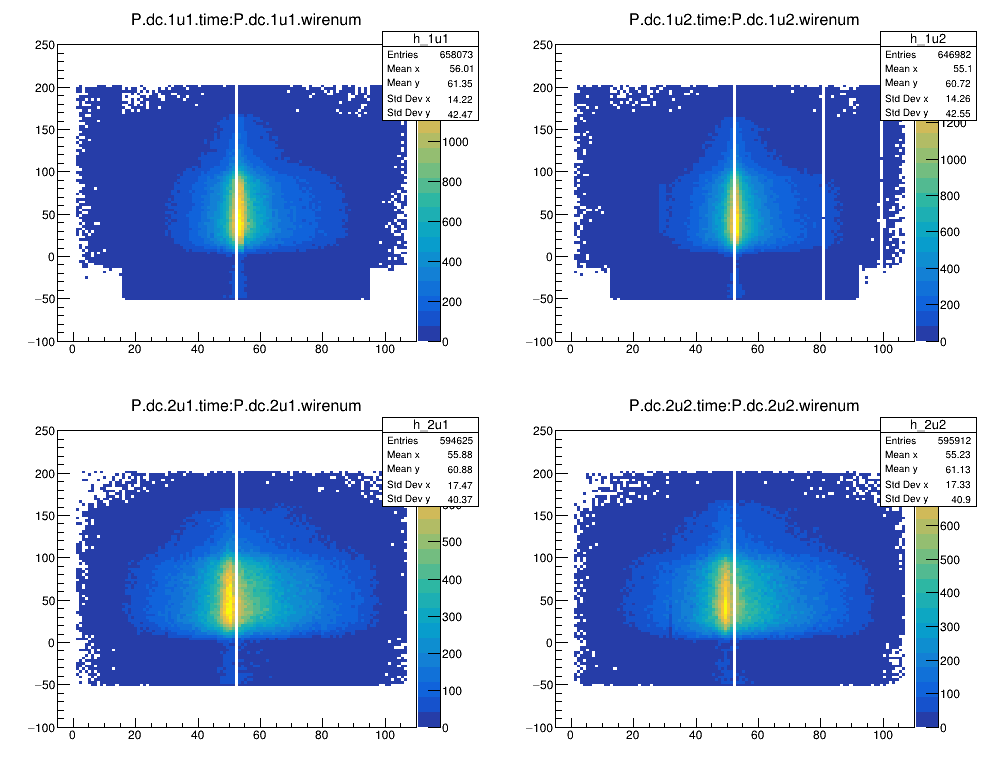 P.dc.1u1.time:P.dc.1u1.wirenum
h_1u1
Entries 658073
Mean x 56.01
Mean y 61.35
Std Dev x 14.22
Std Dev y 42.47
250
200
150
100
50
0
−50
−100
0 20 40 60 80 100
1000
800
600
400
200
0
P.dc.1u2.time:P.dc.1u2.wirenum
h_1u2
Entries 646982
Mean x 55.1
Mean y 60.72
Std Dev x 14.26
Std Dev y 42.55
250
200
150
100
50
0
−50
−100
0 20 40 60 80 100
1200
1000
800
600
400
200
0
P.dc.2u1.time:P.dc.2u1.wirenum
h_2u1
Entries 594625
Mean x 55.88
Mean y 60.88
Std Dev x 17.47
Std Dev y 40.37
250
200
150
100
50
0
−50
−100
0 20 40 60 80 100
600
500
400
300
200
100
0
P.dc.2u2.time:P.dc.2u2.wirenum
h_2u2
Entries 595912
Mean x 55.23
Mean y 61.13
Std Dev x 17.33
Std Dev y 40.9
250
200
150
100
50
0
−50
−100
0 20 40 60 80 100
600
500
400
300
200
100
0